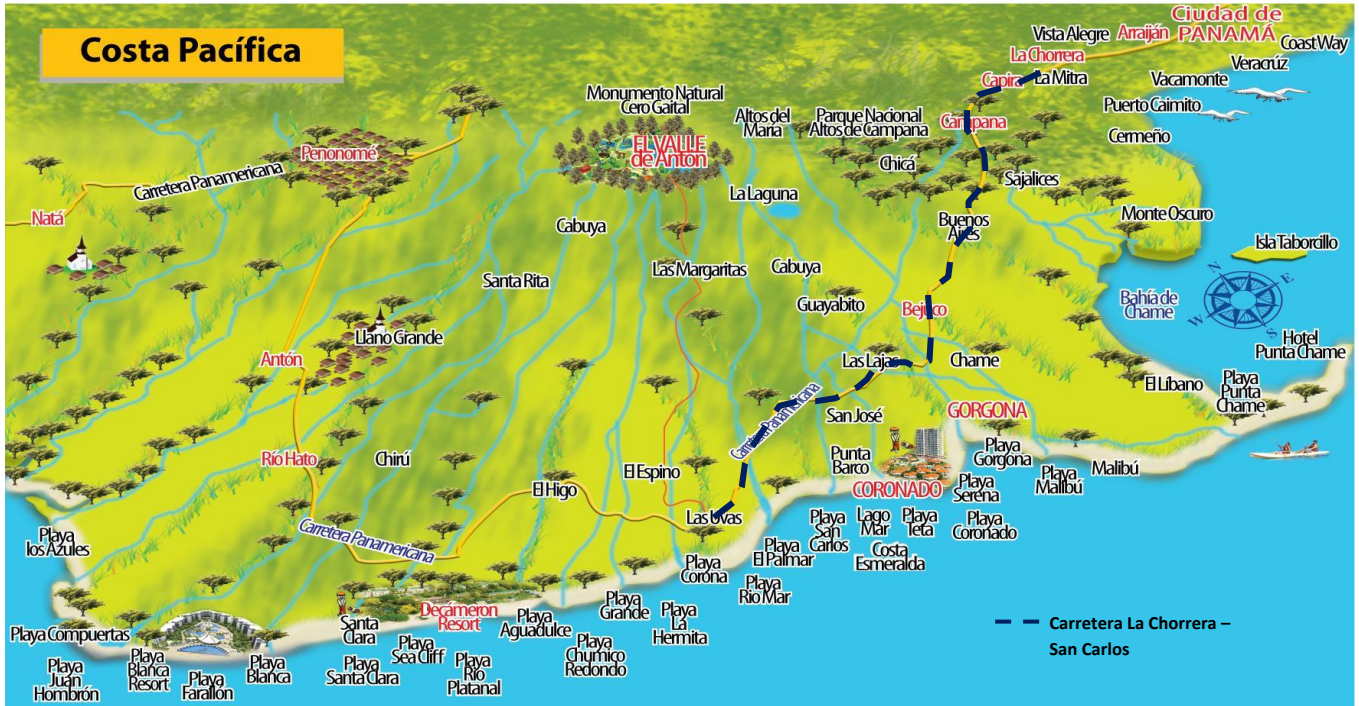 Costa Pacífica
Ciudad de
PANAMÁ
Coast Way
Vista Alegre
Arraiján
La Chorrera
Veracrúz
Capira
La Mitra
Vacamonte
Puerto Caimito
Cermeño
Monumento Natural
Cero Gaital
EL VALLE
de Anton
Altos del
Maria
Parque Nacional
Altos de Campana
Campana
Chicá
Sajalices
Penonomé
Carretera Panamericana
Natá
La Laguna
Cabuya
Buenos
Aires
Monte Oscuro
Isla Taborcillo
Santa Rita
Las Margaritas
Cabuya
Guayabito
Bejuco
Bahía de
Chame
N
E
S
W
Hotel
Punta Chame
Llano Grande
Antón
Las Lajas
Chame
El Líbano
Playa
Punta
Chame
Carretera Panamericana
San José
GORGONA
Río Hato
Chirú
El Espino
El Higo
Punta
Barco
CORONADO
Playa
Gorgona
Playa
Serena
Playa
Malibú
Malibú
Las Uvas
Carretera Panamericana
Playa
los Azules
Playa
San
Carlos
Lago
Mar
Playa
Teta
Playa
Coronado
Costa
Esmeralda
Playa
El Palmar
Playa
Corona
Playa
Rio Mar
Playa
Grande
Playa
La
Hermita
Decámeron
Resort
Playa
Aguadulce
Playa
Chumico
Redondo
Santa
Clara
Playa
Sea Cliff
Playa
Santa Clara
Playa
Rio
Platanal
Playa Compuertas
Playa
Juán
Hombrón
Playa
Blanca
Resort
Playa
Farallón
Playa
Blanca
Carretera La Chorrera –
San Carlos